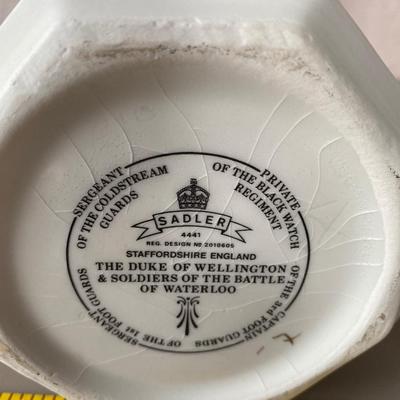 SERGEANT
OF THE COLDSTREAM
GUARDS
PRIVATE
OF THE BLACK WATCH
REGIMENT
SADLER
4441
REG. DESIGN Nº 2010605
STAFFORDSHIRE ENGLAND
THE DUKE OF WELLINGTON
& SOLDIERS OF THE BATTLE
OF WATERLOO
SERGEANT
OF THE 1st
FOOT GUARDS
CAPTAIN
OF THE 3rd
FOOT GUARDS